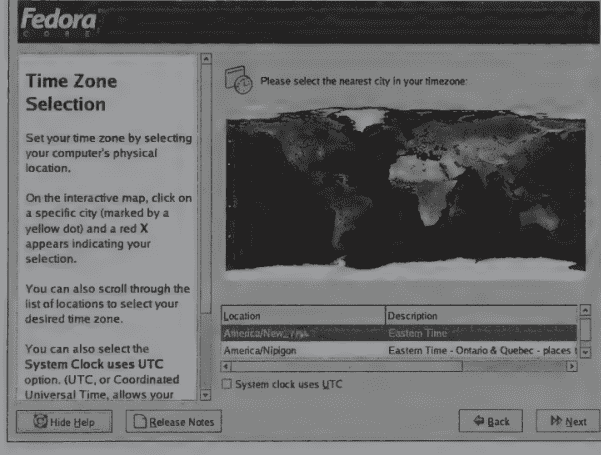 Fedora
CORE
Time Zone
Selection
Set your time zone by selecting
your computer's physical
location.
On the interactive map, click on
a specific city (marked by a
yellow dot) and a red X
appears indicating your
selection.
You can also scroll through the
list of locations to select your
desired time zone.
You can also select the
System Clock uses UTC
option. (UTC, or Coordinated
Universal Time, allows your
Please select the nearest city in your timezone:
Location Description
America/New_York Eastern Time
America/Nipigon Eastern Time - Ontario & Quebec - places t
System clock uses UTC
Hide Help Release Notes Back Next